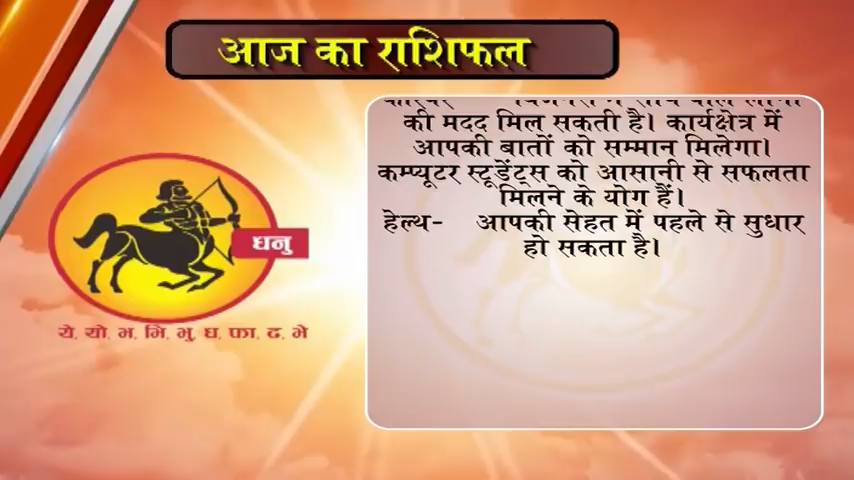 आज का राशिफल
की मदद मिल सकती है। कार्यक्षेत्र में
आपकी बातों को सम्मान मिलेगा।
कम्प्यूटर स्टूडेंट्स को आसानी से सफलता
मिलने के योग हैं।
हेल्थ- आपकी सेहत में पहले से सुधार
हो सकता है।
धनु
ये, यो, भ, भि, भु, ध, फा, ढ, भे